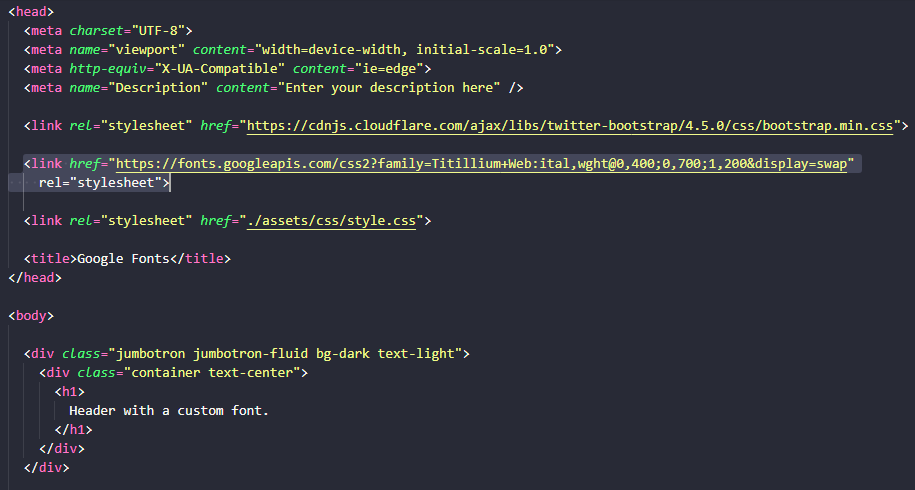 <head>
<meta charset="UTF-8">
<meta name="viewport" content="width=device-width, initial-scale=1.0">
<meta http-equiv="X-UA-Compatible" content="ie=edge">
<meta name="Description" content="Enter your description here" />
<link rel="stylesheet" href="https://cdnjs.cloudflare.com/ajax/libs/twitter-bootstrap/4.5.0/css/bootstrap.min.css">
<link href="https://fonts.googleapis.com/css2?family=Titillium+Web:ital,wght@0,400;0,700;1,200&display=swap"
rel="stylesheet">
<link rel="stylesheet" href="./assets/css/style.css">
<title>Google Fonts</title>
</head>
<body>
<div class="jumbotron jumbotron-fluid bg-dark text-light">
<div class="container text-center">
<h1>
Header with a custom font.
</h1>
</div>
</div>